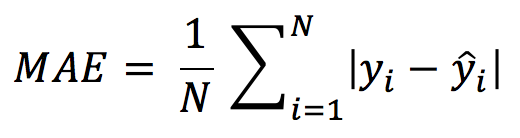 MAE = 1/N ∑_{i=1}^{N} |y_i − ŷ_i|